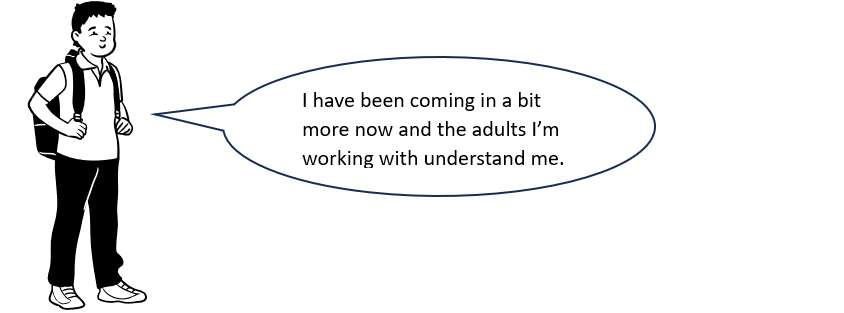 I have been coming in a bit
more now and the adults I’m
working with understand me.